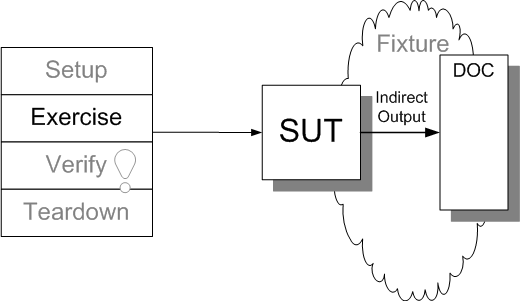 Setup
Exercise
Verify
Teardown
SUT
Fixture
Indirect
Output
DOC